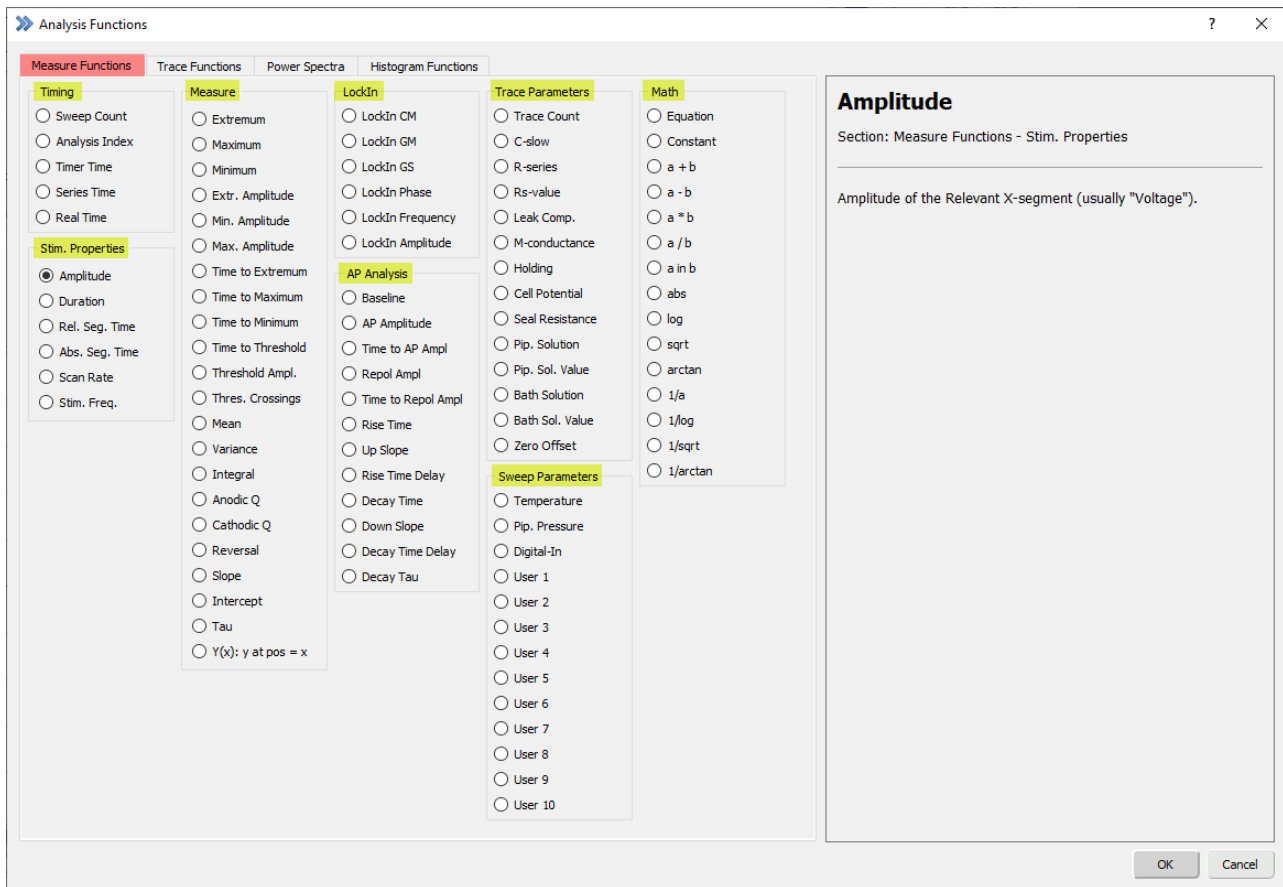 Analysis Functions
?
Measure Functions
Trace Functions
Power Spectra
Histogram Functions
Timing
Sweep Count
Analysis Index
Timer Time
Series Time
Real Time
Stim. Properties
Amplitude
Duration
Rel. Seg. Time
Abs. Seg. Time
Scan Rate
Stim. Freq.
Measure
Extremum
Maximum
Minimum
Extr. Amplitude
Min. Amplitude
Max. Amplitude
Time to Extremum
Time to Maximum
Time to Minimum
Time to Threshold
Threshold Ampl.
Thres. Crossings
Mean
Variance
Integral
Anodic Q
Cathodic Q
Reversal
Slope
Intercept
Tau
Y(x): y at pos = x
LockIn
LockIn CM
LockIn GM
LockIn GS
LockIn Phase
LockIn Frequency
LockIn Amplitude
AP Analysis
Baseline
AP Amplitude
Time to AP Ampl
Repol Ampl
Time to Repol Ampl
Rise Time
Up Slope
Rise Time Delay
Decay Time
Down Slope
Decay Time Delay
Decay Tau
Trace Parameters
Trace Count
C-slow
R-series
Rs-value
Leak Comp.
M-conductance
Holding
Cell Potential
Seal Resistance
Pip. Solution
Pip. Sol. Value
Bath Solution
Bath Sol. Value
Zero Offset
Sweep Parameters
Temperature
Pip. Pressure
Digital-In
User 1
User 2
User 3
User 4
User 5
User 6
User 7
User 8
User 9
User 10
Math
Equation
Constant
a + b
a - b
a * b
a / b
a in b
abs
log
sqrt
arctan
1/a
1/log
1/sqrt
1/arctan
Amplitude
Section: Measure Functions - Stim. Properties
Amplitude of the Relevant X-segment (usually "Voltage").
OK
Cancel